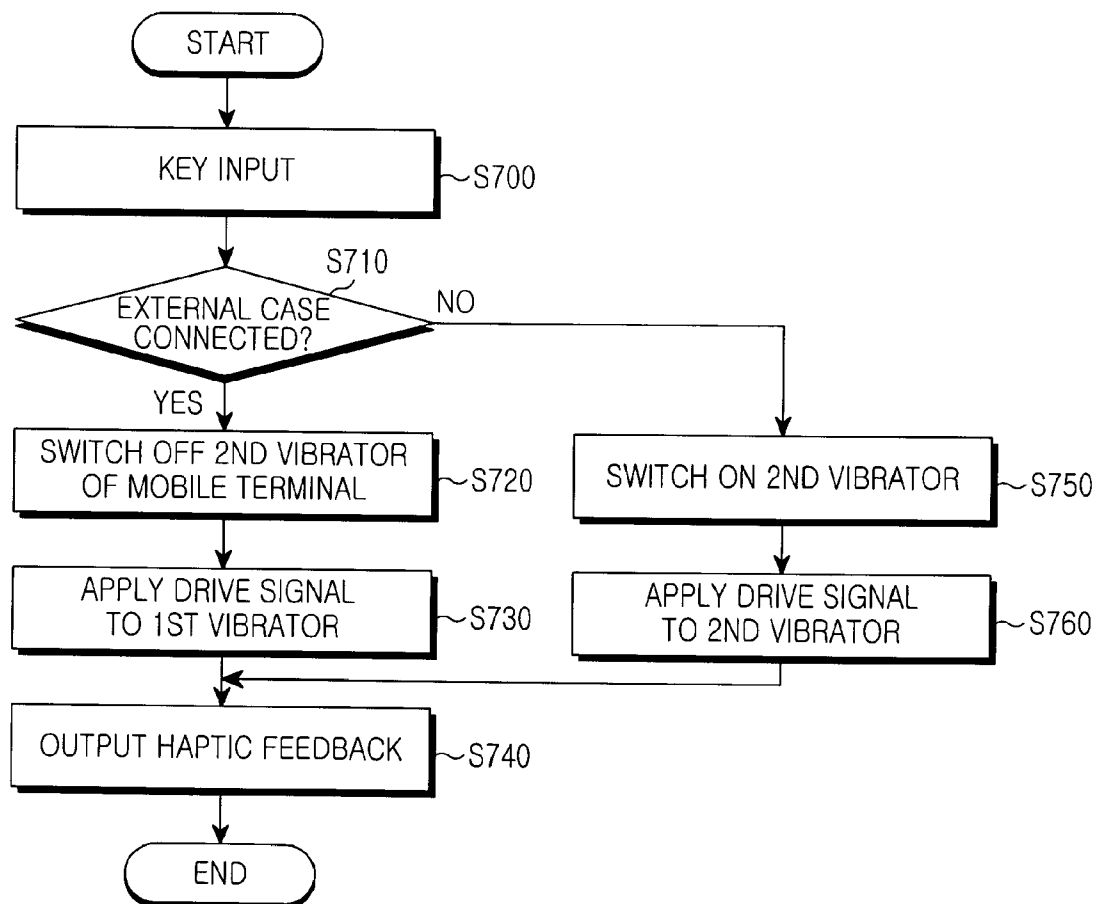 START
KEY INPUT
S700
S710
EXTERNAL CASE
CONNECTED?
NO
YES
SWITCH OFF 2ND VIBRATOR
OF MOBILE TERMINAL
S720
SWITCH ON 2ND VIBRATOR
S750
APPLY DRIVE SIGNAL
TO 1ST VIBRATOR
S730
APPLY DRIVE SIGNAL
TO 2ND VIBRATOR
S760
OUTPUT HAPTIC FEEDBACK
S740
END